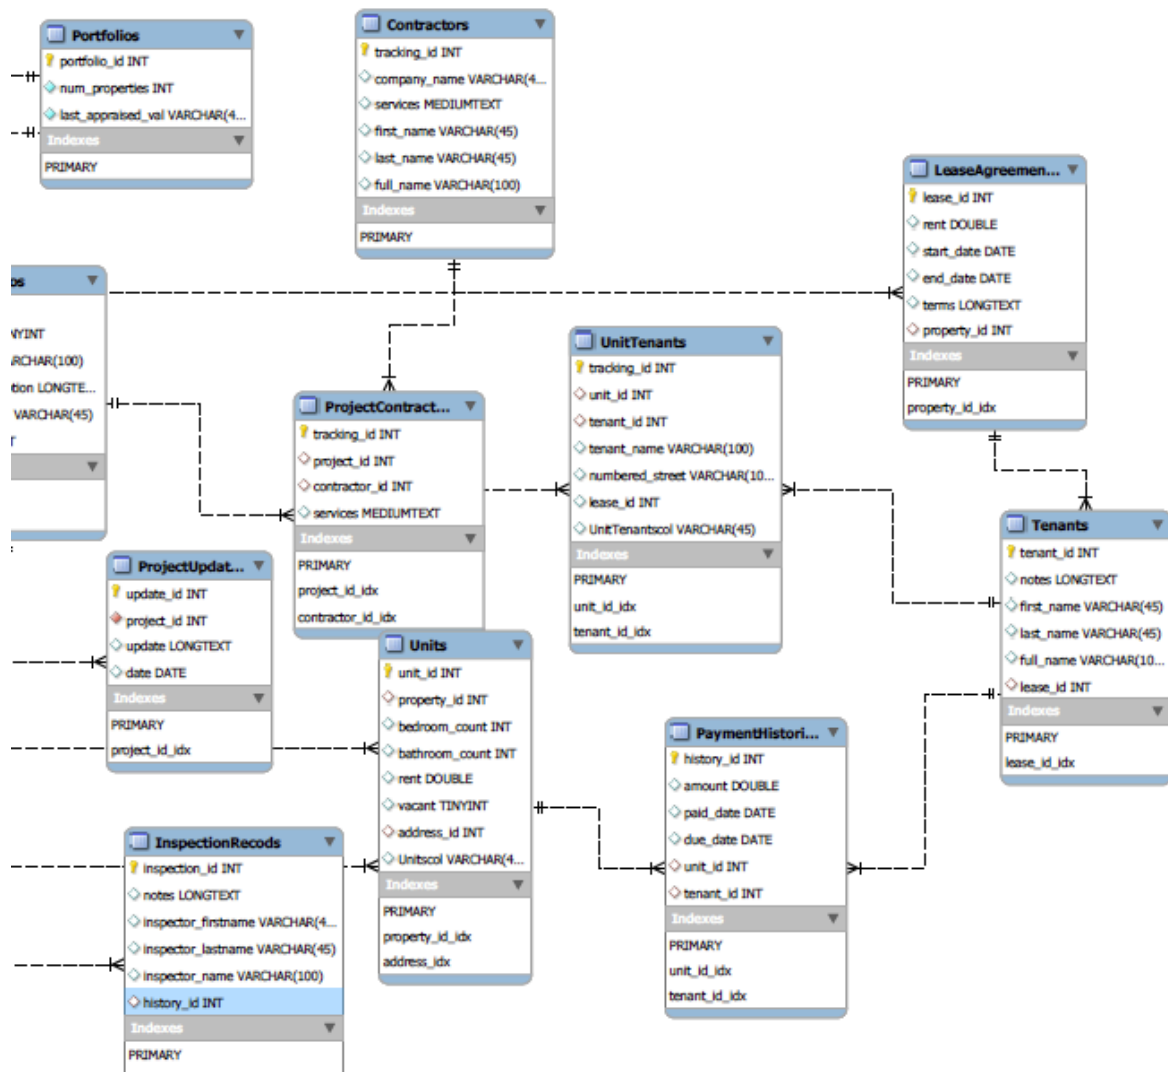 Portfolios
portfolio_id INT
num_properties INT
last_appraised_val VARCHAR(4...
Indexes
PRIMARY
Contractors
tracking_id INT
company_name VARCHAR(4...
services MEDIUMTEXT
first_name VARCHAR(45)
last_name VARCHAR(45)
full_name VARCHAR(100)
Indexes
PRIMARY
LeaseAgreemen...
lease_id INT
rent DOUBLE
start_date DATE
end_date DATE
terms LONGTEXT
property_id INT
Indexes
PRIMARY
property_id_idx
os
NYINT
RCHAR(100)
tion LONGTE...
VARCHAR(45)
T
ProjectContract...
tracking_id INT
project_id INT
contractor_id INT
services MEDIUMTEXT
Indexes
PRIMARY
project_id_idx
contractor_id_idx
UnitTenants
tracking_id INT
unit_id INT
tenant_id INT
tenant_name VARCHAR(100)
numbered_street VARCHAR(10...
lease_id INT
UnitTenantscol VARCHAR(45)
Indexes
PRIMARY
unit_id_idx
tenant_id_idx
Tenants
tenant_id INT
notes LONGTEXT
first_name VARCHAR(45)
last_name VARCHAR(45)
full_name VARCHAR(10...
lease_id INT
Indexes
PRIMARY
lease_id_idx
ProjectUpdat...
update_id INT
project_id INT
update LONGTEXT
date DATE
Indexes
PRIMARY
project_id_idx
Units
unit_id INT
property_id INT
bedroom_count INT
bathroom_count INT
rent DOUBLE
vacant TINYINT
address_id INT
Unitscol VARCHAR(4...
Indexes
PRIMARY
property_id_idx
address_idx
PaymentHistori...
history_id INT
amount DOUBLE
paid_date DATE
due_date DATE
unit_id INT
tenant_id INT
Indexes
PRIMARY
unit_id_idx
tenant_id_idx
InspectionRecods
inspection_id INT
notes LONGTEXT
inspector_firstname VARCHAR(4...
inspector_lastname VARCHAR(45)
inspector_name VARCHAR(100)
history_id INT
Indexes
PRIMARY